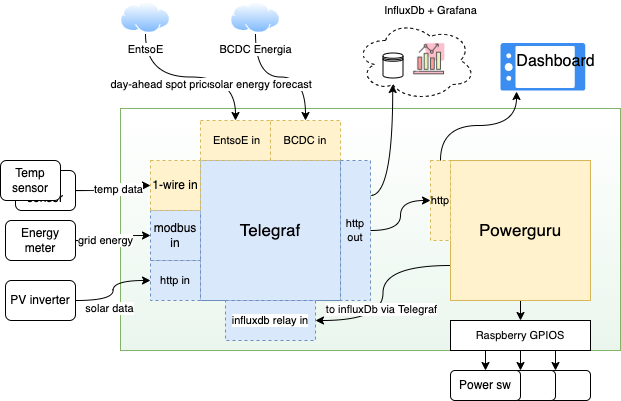 InfluxDb + Grafana
EntsoE
BCDC Energia
Dashboard
day-ahead spot pric
solar energy forecast
EntsoE in
BCDC in
Temp
sensor
temp data
1-wire in
Energy
meter
grid energy
modbus
in
Telegraf
http
out
http
Powerguru
PV inverter
solar data
http in
influxdb relay in
to influxDb via Telegraf
Raspberry GPIOS
Power sw